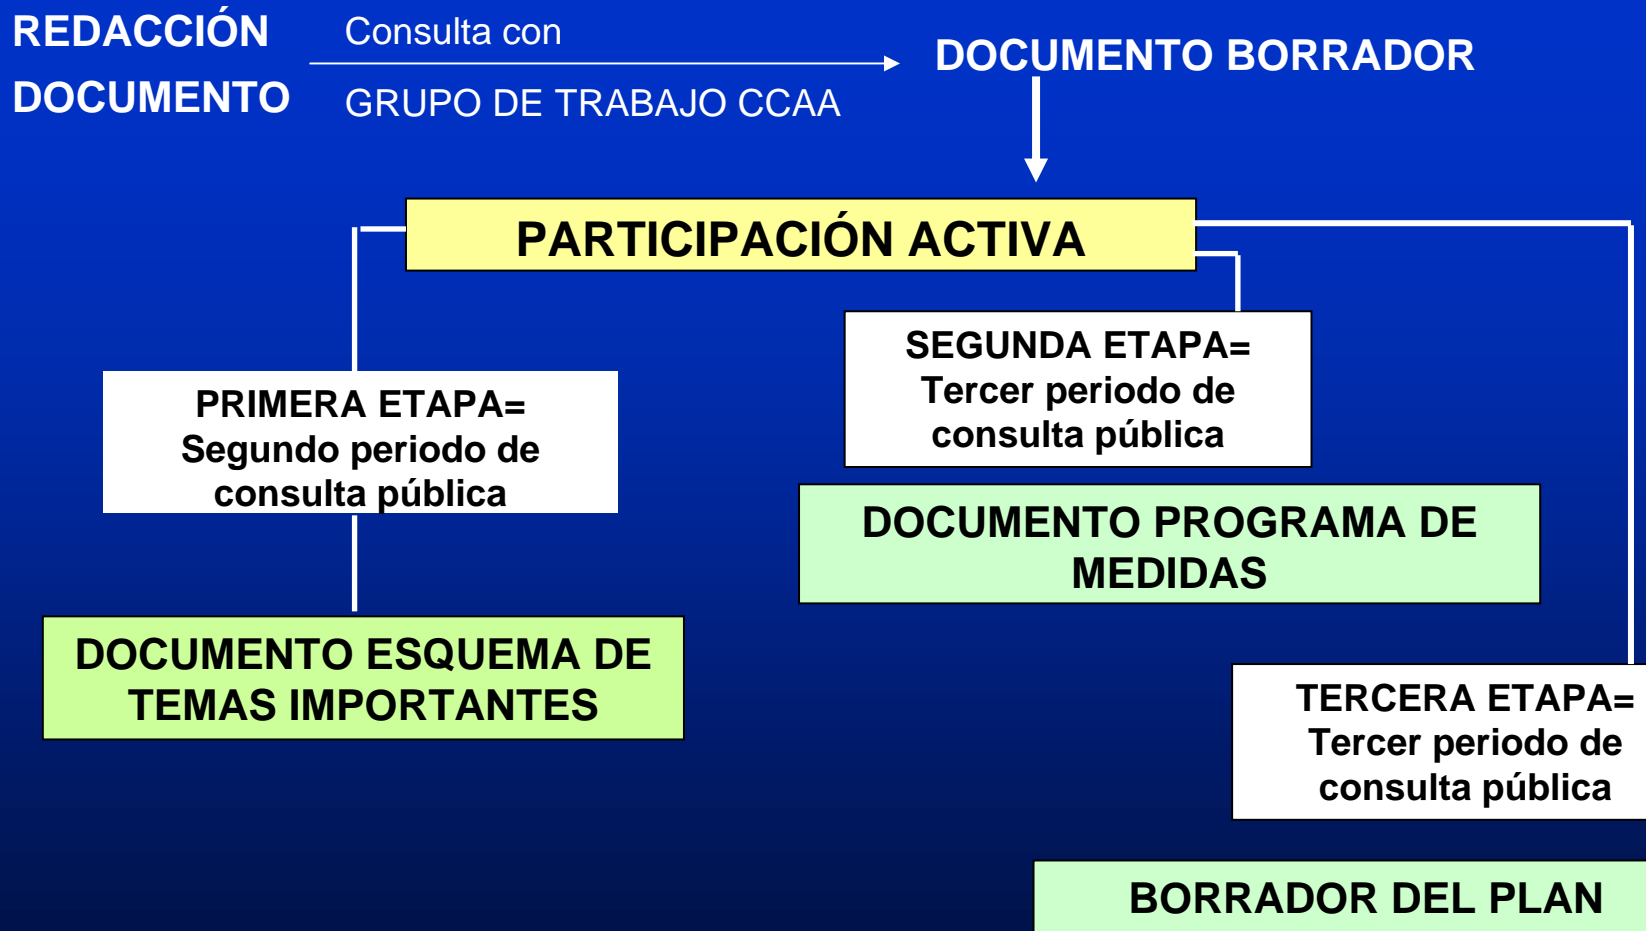 REDACCIÓN
DOCUMENTO
Consulta con
GRUPO DE TRABAJO CCAA
DOCUMENTO BORRADOR
PARTICIPACIÓN ACTIVA
PRIMERA ETAPA=
Segundo periodo de
consulta pública
DOCUMENTO ESQUEMA DE
TEMAS IMPORTANTES
SEGUNDA ETAPA=
Tercer periodo de
consulta pública
DOCUMENTO PROGRAMA DE
MEDIDAS
TERCERA ETAPA=
Tercer periodo de
consulta pública
BORRADOR DEL PLAN